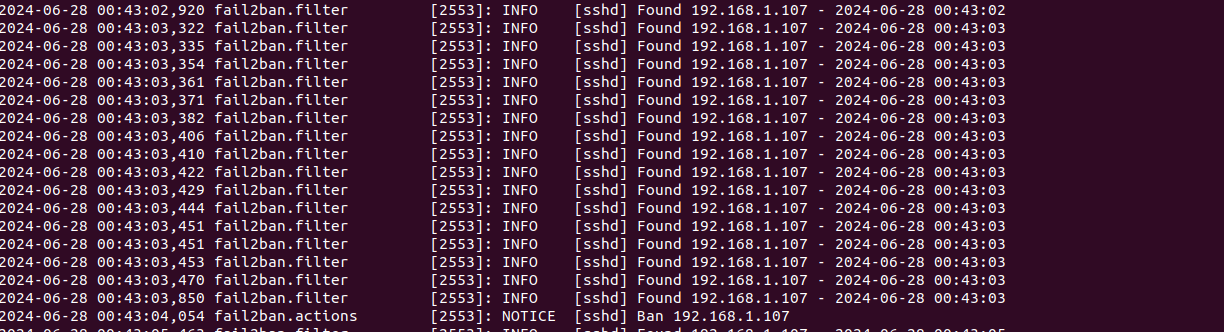 2024-06-28 00:43:02,920 fail2ban.filter [2553]: INFO [sshd] Found 192.168.1.107 - 2024-06-28 00:43:02
2024-06-28 00:43:03,322 fail2ban.filter [2553]: INFO [sshd] Found 192.168.1.107 - 2024-06-28 00:43:03
2024-06-28 00:43:03,335 fail2ban.filter [2553]: INFO [sshd] Found 192.168.1.107 - 2024-06-28 00:43:03
2024-06-28 00:43:03,354 fail2ban.filter [2553]: INFO [sshd] Found 192.168.1.107 - 2024-06-28 00:43:03
2024-06-28 00:43:03,361 fail2ban.filter [2553]: INFO [sshd] Found 192.168.1.107 - 2024-06-28 00:43:03
2024-06-28 00:43:03,371 fail2ban.filter [2553]: INFO [sshd] Found 192.168.1.107 - 2024-06-28 00:43:03
2024-06-28 00:43:03,382 fail2ban.filter [2553]: INFO [sshd] Found 192.168.1.107 - 2024-06-28 00:43:03
2024-06-28 00:43:03,406 fail2ban.filter [2553]: INFO [sshd] Found 192.168.1.107 - 2024-06-28 00:43:03
2024-06-28 00:43:03,410 fail2ban.filter [2553]: INFO [sshd] Found 192.168.1.107 - 2024-06-28 00:43:03
2024-06-28 00:43:03,422 fail2ban.filter [2553]: INFO [sshd] Found 192.168.1.107 - 2024-06-28 00:43:03
2024-06-28 00:43:03,429 fail2ban.filter [2553]: INFO [sshd] Found 192.168.1.107 - 2024-06-28 00:43:03
2024-06-28 00:43:03,444 fail2ban.filter [2553]: INFO [sshd] Found 192.168.1.107 - 2024-06-28 00:43:03
2024-06-28 00:43:03,451 fail2ban.filter [2553]: INFO [sshd] Found 192.168.1.107 - 2024-06-28 00:43:03
2024-06-28 00:43:03,451 fail2ban.filter [2553]: INFO [sshd] Found 192.168.1.107 - 2024-06-28 00:43:03
2024-06-28 00:43:03,453 fail2ban.filter [2553]: INFO [sshd] Found 192.168.1.107 - 2024-06-28 00:43:03
2024-06-28 00:43:03,470 fail2ban.filter [2553]: INFO [sshd] Found 192.168.1.107 - 2024-06-28 00:43:03
2024-06-28 00:43:03,850 fail2ban.filter [2553]: INFO [sshd] Found 192.168.1.107 - 2024-06-28 00:43:03
2024-06-28 00:43:04,054 fail2ban.actions [2553]: NOTICE [sshd] Ban 192.168.1.107